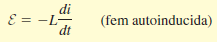 ℰ = −L di/dt (fem autoinducida)